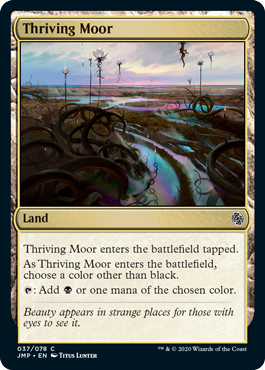 Thriving Moor
Land
Thriving Moor enters the battlefield tapped.
As Thriving Moor enters the battlefield,
choose a color other than black.
: Add or one mana of the chosen color.
Beauty appears in strange places for those with
eyes to see it.
037/078 C
JMP • EN Titus Lunter
™ & © 2020 Wizards of the Coast